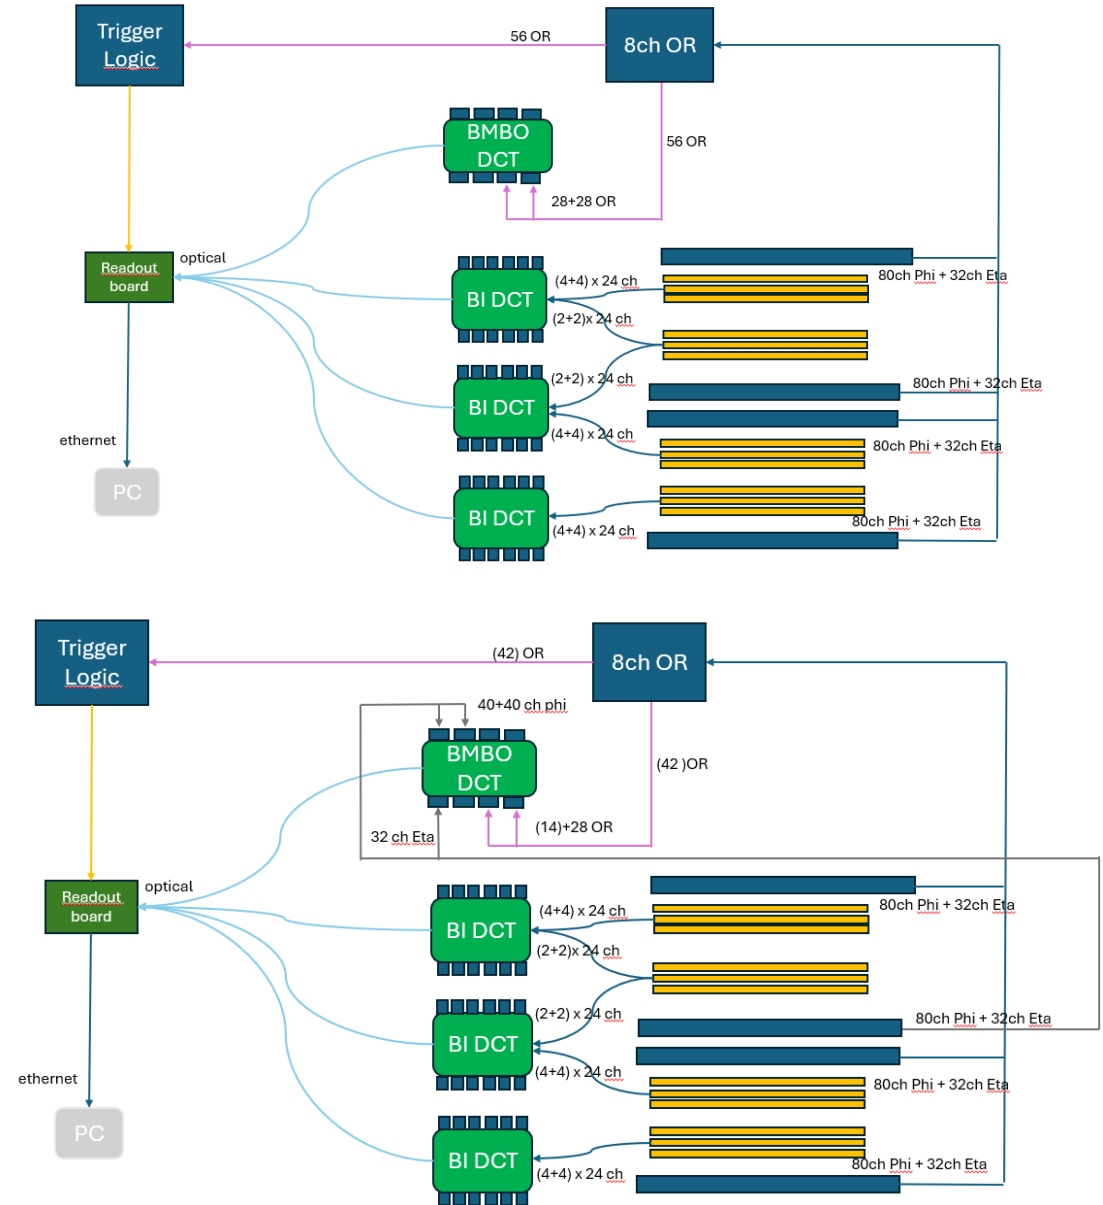 Trigger
Logic
56 OR
8ch OR
BMBO
DCT
56 OR
28+28 OR
optical
Readout
board
BI DCT
(4+4) x 24 ch
80ch Phi + 32ch Eta
(2+2)x 24 ch
BI DCT
(2+2) x 24 ch
80ch Phi + 32ch Eta
(4+4) x 24 ch
80ch Phi + 32ch Eta
ethernet
PC
BI DCT
80ch Phi + 32ch Eta
(4+4) x 24 ch
Trigger
Logic
(42) OR
8ch OR
40+40 ch phi
BMBO
DCT
(42 )OR
32 ch Eta
(14)+28 OR
optical
Readout
board
BI DCT
(4+4) x 24 ch
80ch Phi + 32ch Eta
(2+2)x 24 ch
BI DCT
(2+2) x 24 ch
80ch Phi + 32ch Eta
(4+4) x 24 ch
80ch Phi + 32ch Eta
ethernet
PC
BI DCT
80ch Phi + 32ch Eta
(4+4) x 24 ch